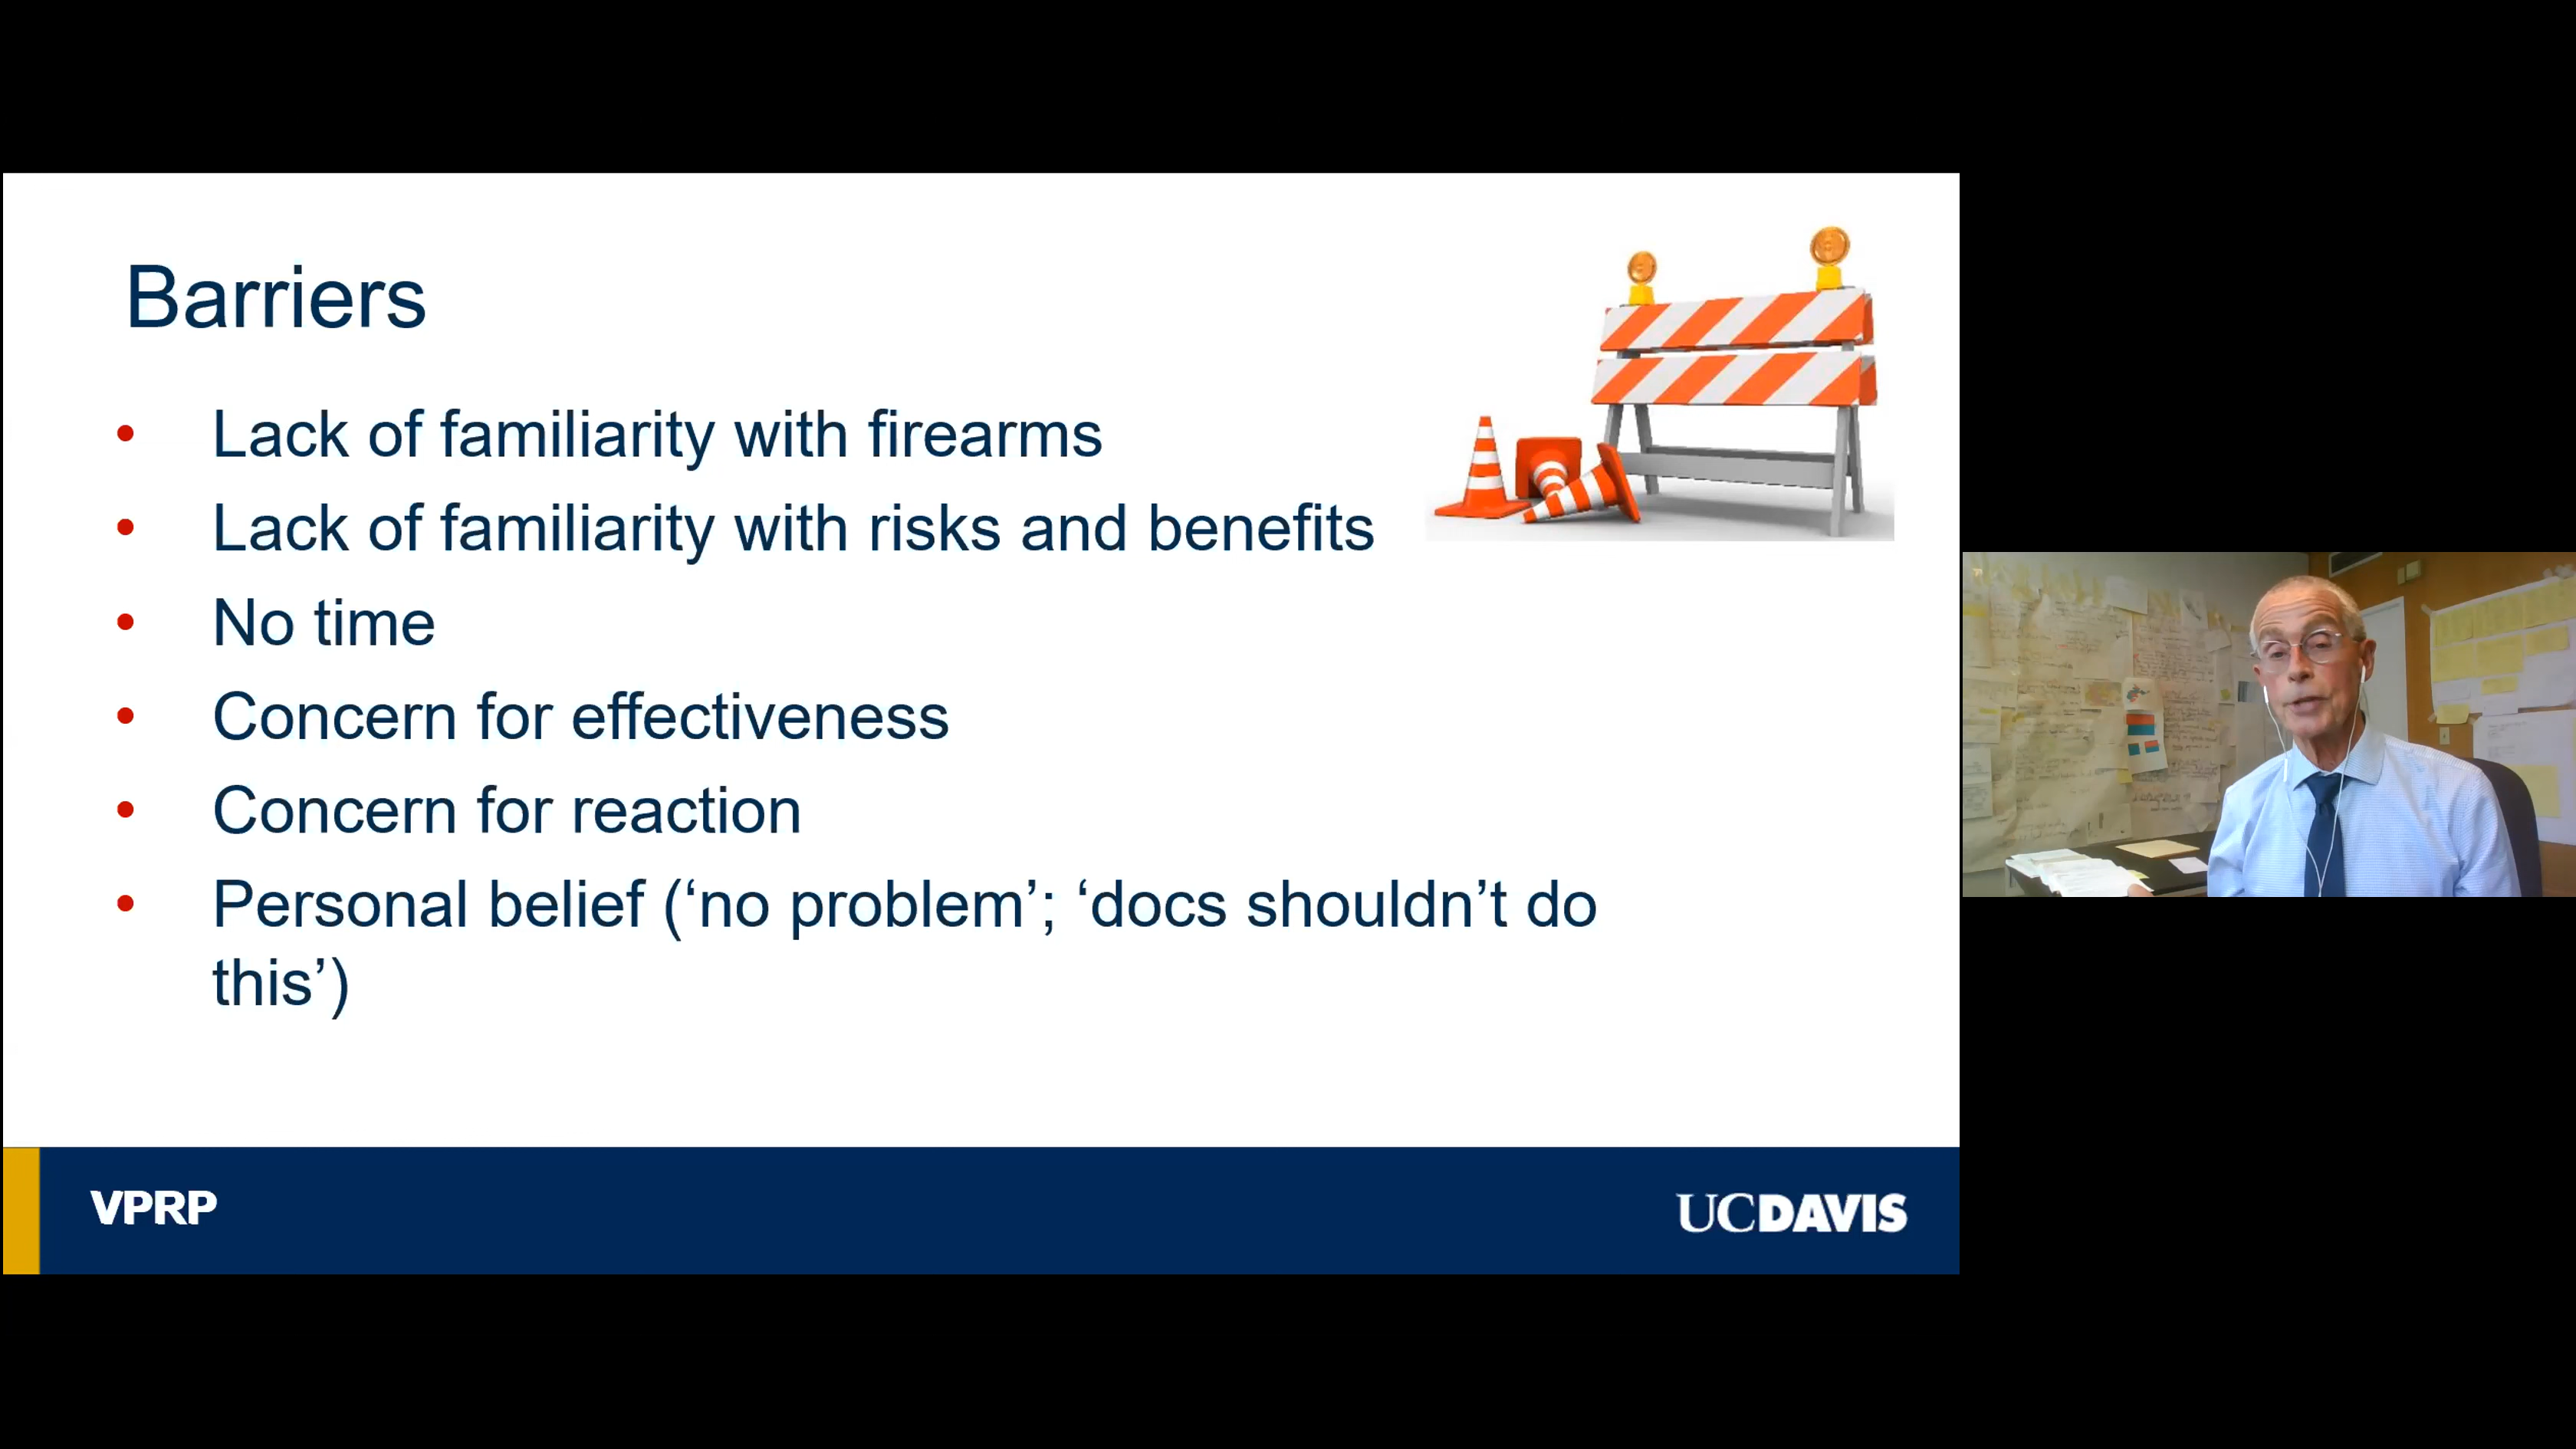 Barriers
• Lack of familiarity with firearms
• Lack of familiarity with risks and benefits
• No time
• Concern for effectiveness
• Concern for reaction
• Personal belief (‘no problem’; ‘docs shouldn’t do
this’)
VPRP
UCDAVIS